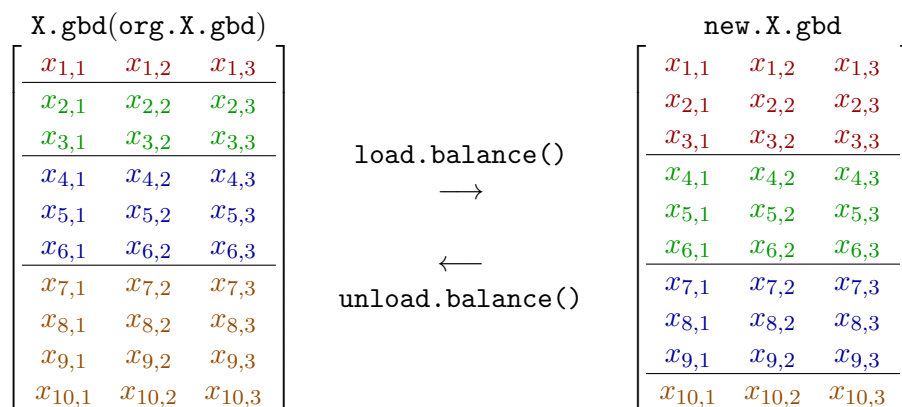 X.gbd(org.X.gbd) new.X.gbd
x1,1 x1,2 x1,3 x1,1 x1,2 x1,3
x2,1 x2,2 x2,3 x2,1 x2,2 x2,3
x3,1 x3,2 x3,3 x3,1 x3,2 x3,3
load.balance()
x4,1 x4,2 x4,3 → x4,1 x4,2 x4,3
x5,1 x5,2 x5,3 x5,1 x5,2 x5,3
x6,1 x6,2 x6,3 ← x6,1 x6,2 x6,3
x7,1 x7,2 x7,3 unload.balance() x7,1 x7,2 x7,3
x8,1 x8,2 x8,3 x8,1 x8,2 x8,3
x9,1 x9,2 x9,3 x9,1 x9,2 x9,3
x10,1 x10,2 x10,3 x10,1 x10,2 x10,3